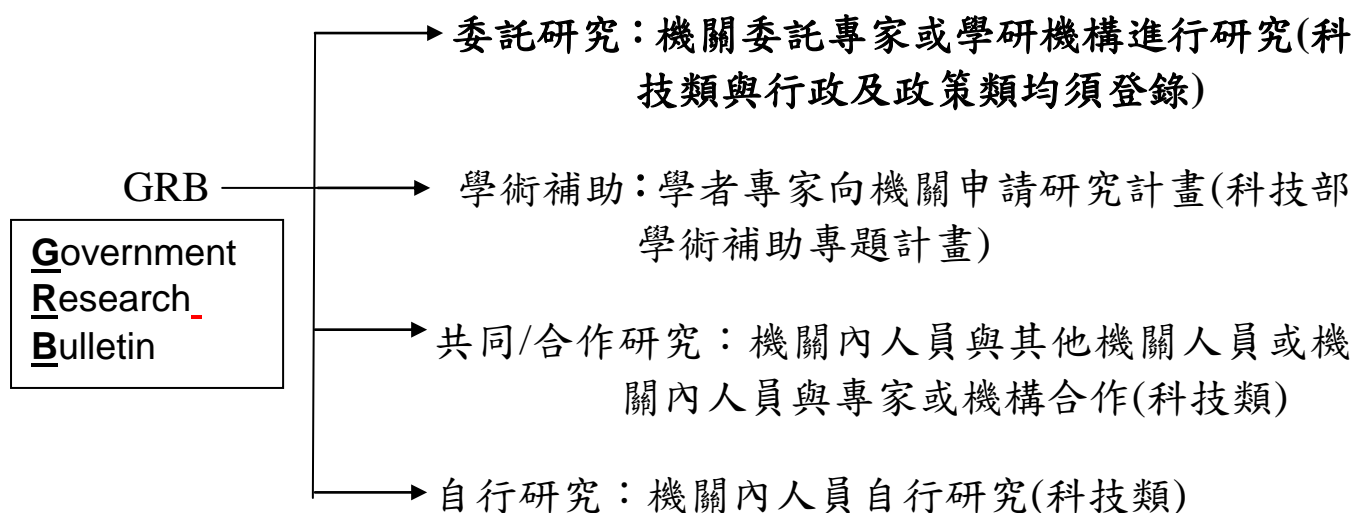 委託研究：機關委託專家或學研機構進行研究(科
技類與行政及政策類均須登錄)
GRB
學術補助：學者專家向機關申請研究計畫(科技部
學術補助專題計畫)
Government
Research
Bulletin
共同/合作研究：機關內人員與其他機關人員或機
關內人員與專家或機構合作(科技類)
自行研究：機關內人員自行研究(科技類)